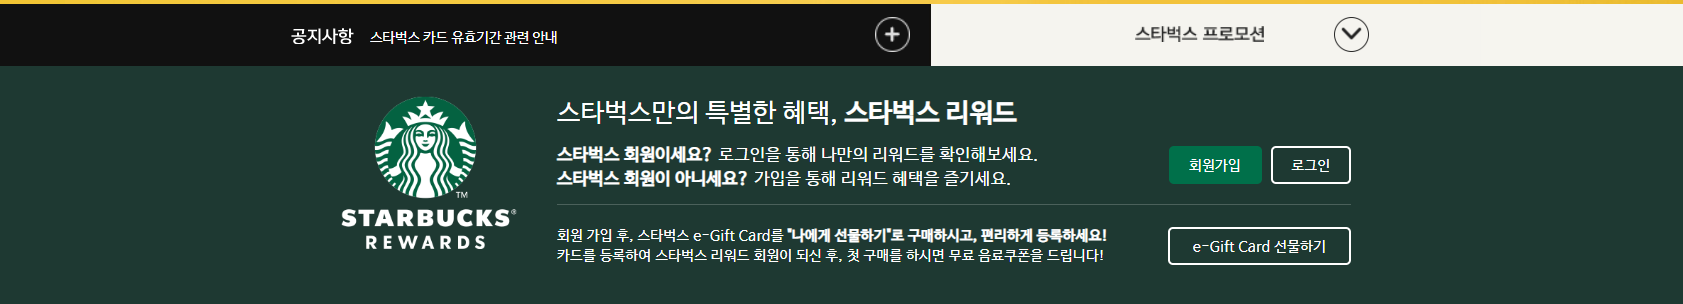 공지사항 스타벅스 카드 유효기간 관련 안내
스타벅스 프로모션
스타벅스만의 특별한 혜택, 스타벅스 리워드
스타벅스 회원이세요? 로그인을 통해 나만의 리워드를 확인해보세요.
스타벅스 회원이 아니세요? 가입을 통해 리워드 혜택을 즐기세요.
회원가입
로그인
TM
STARBUCKS®
REWARDS
회원 가입 후, 스타벅스 e-Gift Card를 "나에게 선물하기"로 구매하시고, 편리하게 등록하세요!
카드를 등록하여 스타벅스 리워드 회원이 되신 후, 첫 구매를 하시면 무료 음료쿠폰을 드립니다!
e-Gift Card 선물하기